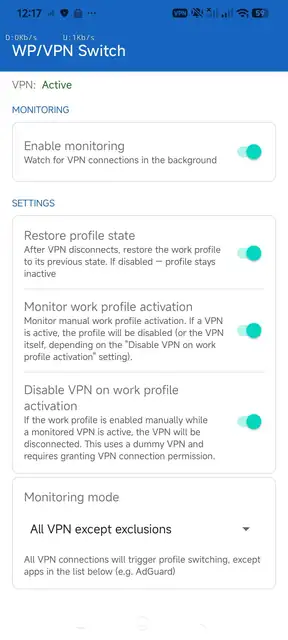 12:17
VPN
59
D:0Kb/s U:1Kb/s
WP/VPN Switch
VPN: Active
MONITORING
Enable monitoring
Watch for VPN connections in the background
SETTINGS
Restore profile state
After VPN disconnects, restore the work profile
to its previous state. If disabled — profile stays
inactive
Monitor work profile activation
Monitor manual work profile activation. If a VPN
is active, the profile will be disabled (or the VPN
itself, depending on the "Disable VPN on work
profile activation" setting).
Disable VPN on work profile
activation
If the work profile is enabled manually while
a monitored VPN is active, the VPN will be
disconnected. This uses a dummy VPN and
requires granting VPN connection permission.
Monitoring mode
All VPN except exclusions
All VPN connections will trigger profile switching, except
apps in the list below (e.g. AdGuard)